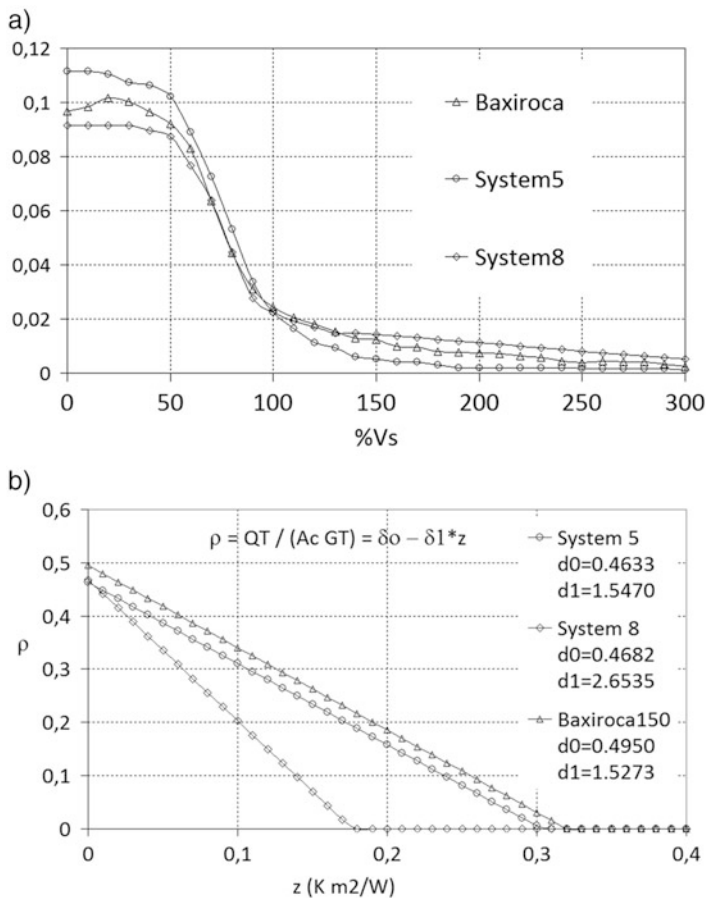 a)
0,12
0,1
0,08
0,06
0,04
0,02
0
Baxiroca
System5
System8
0 50 100 150 200 250 300
%Vs
b)
0,6
0,5
0,4
0,3
0,2
0,1
0
ρ
ρ = QT / (Ac GT) = δo – δ1*z
System 5
d0=0.4633
d1=1.5470
System 8
d0=0.4682
d1=2.6535
Baxiroca150
d0=0.4950
d1=1.5273
0 0,1 0,2 0,3 0,4
z (K m2/W)